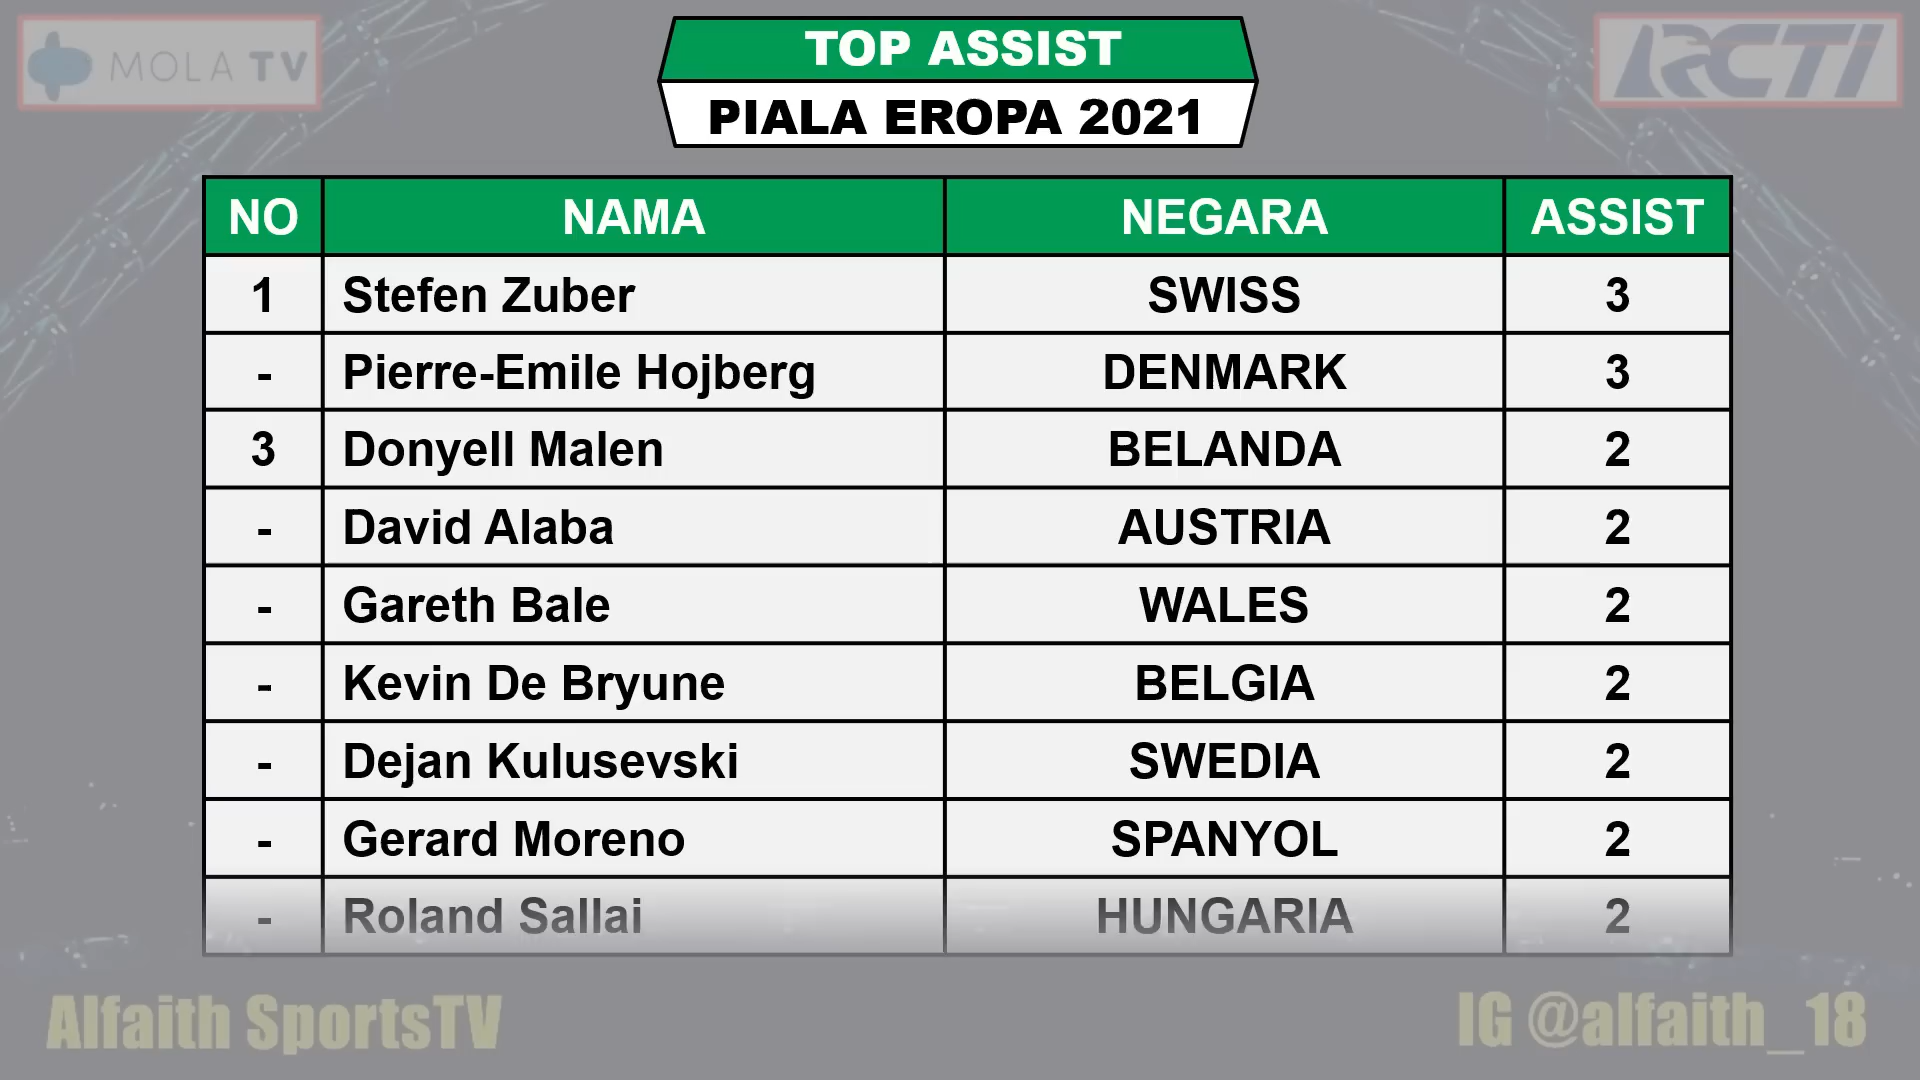 MOLA TV
TOP ASSIST
RCTI
PIALA EROPA 2021
NO NAMA NEGARA ASSIST
1 Stefen Zuber SWISS 3
- Pierre-Emile Hojberg DENMARK 3
3 Donyell Malen BELANDA 2
- David Alaba AUSTRIA 2
- Gareth Bale WALES 2
- Kevin De Bryune BELGIA 2
- Dejan Kulusevski SWEDIA 2
- Gerard Moreno SPANYOL 2
- Roland Sallai HUNGARIA 2
Alfaith SportsTV
IG @alfaith_18